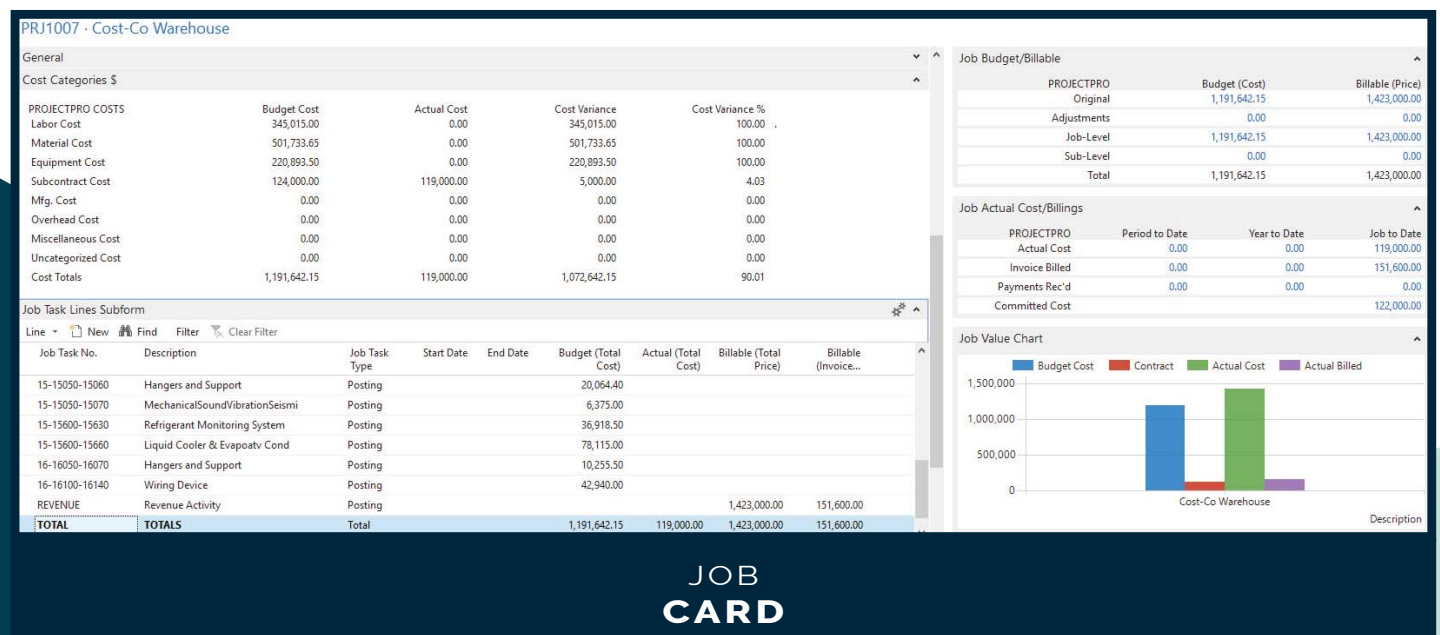 PRJ1007 · Cost-Co Warehouse
General
Cost Categories $
PROJECTPRO COSTS Budget Cost Actual Cost Cost Variance Cost Variance %
Labor Cost 345,015.00 0.00 345,015.00 100.00 .
Material Cost 501,733.65 0.00 501,733.65 100.00
Equipment Cost 220,893.50 0.00 220,893.50 100.00
Subcontract Cost 124,000.00 119,000.00 5,000.00 4.03
Mfg. Cost 0.00 0.00 0.00 0.00
Overhead Cost 0.00 0.00 0.00 0.00
Miscellaneous Cost 0.00 0.00 0.00 0.00
Uncategorized Cost 0.00 0.00 0.00 0.00
Cost Totals 1,191,642.15 119,000.00 1,072,642.15 90.01
Job Task Lines Subform
Line New Find Filter Clear Filter
Job Task No. Description Job Task Start Date End Date Budget (Total Actual (Total Billable (Total Billable
Type Cost) Cost) Price) (Invoice...
15-15050-15060 Hangers and Support Posting 20,064.40
15-15050-15070 MechanicalSoundVibrationSeismi Posting 6,375.00
15-15600-15630 Refrigerant Monitoring System Posting 36,918.50
15-15600-15660 Liquid Cooler & Evapoatv Cond Posting 78,115.00
16-16050-16070 Hangers and Support Posting 10,255.50
16-16100-16140 Wiring Device Posting 42,940.00
REVENUE Revenue Activity Posting 1,423,000.00 151,600.00
TOTAL TOTALS Total 1,191,642.15 119,000.00 1,423,000.00 151,600.00
Job Budget/Billable
PROJECTPRO Budget (Cost) Billable (Price)
Original 1,191,642.15 1,423,000.00
Adjustments 0.00 0.00
Job-Level 1,191,642.15 1,423,000.00
Sub-Level 0.00 0.00
Total 1,191,642.15 1,423,000.00
Job Actual Cost/Billings
PROJECTPRO Period to Date Year to Date Job to Date
Actual Cost 0.00 0.00 119,000.00
Invoice Billed 0.00 0.00 151,600.00
Payments Rec'd 0.00 0.00 0.00
Committed Cost 122,000.00
Job Value Chart
Budget Cost Contract Actual Cost Actual Billed
1,500,000
1,000,000
500,000
0
Cost-Co Warehouse
Description
JOB
CARD